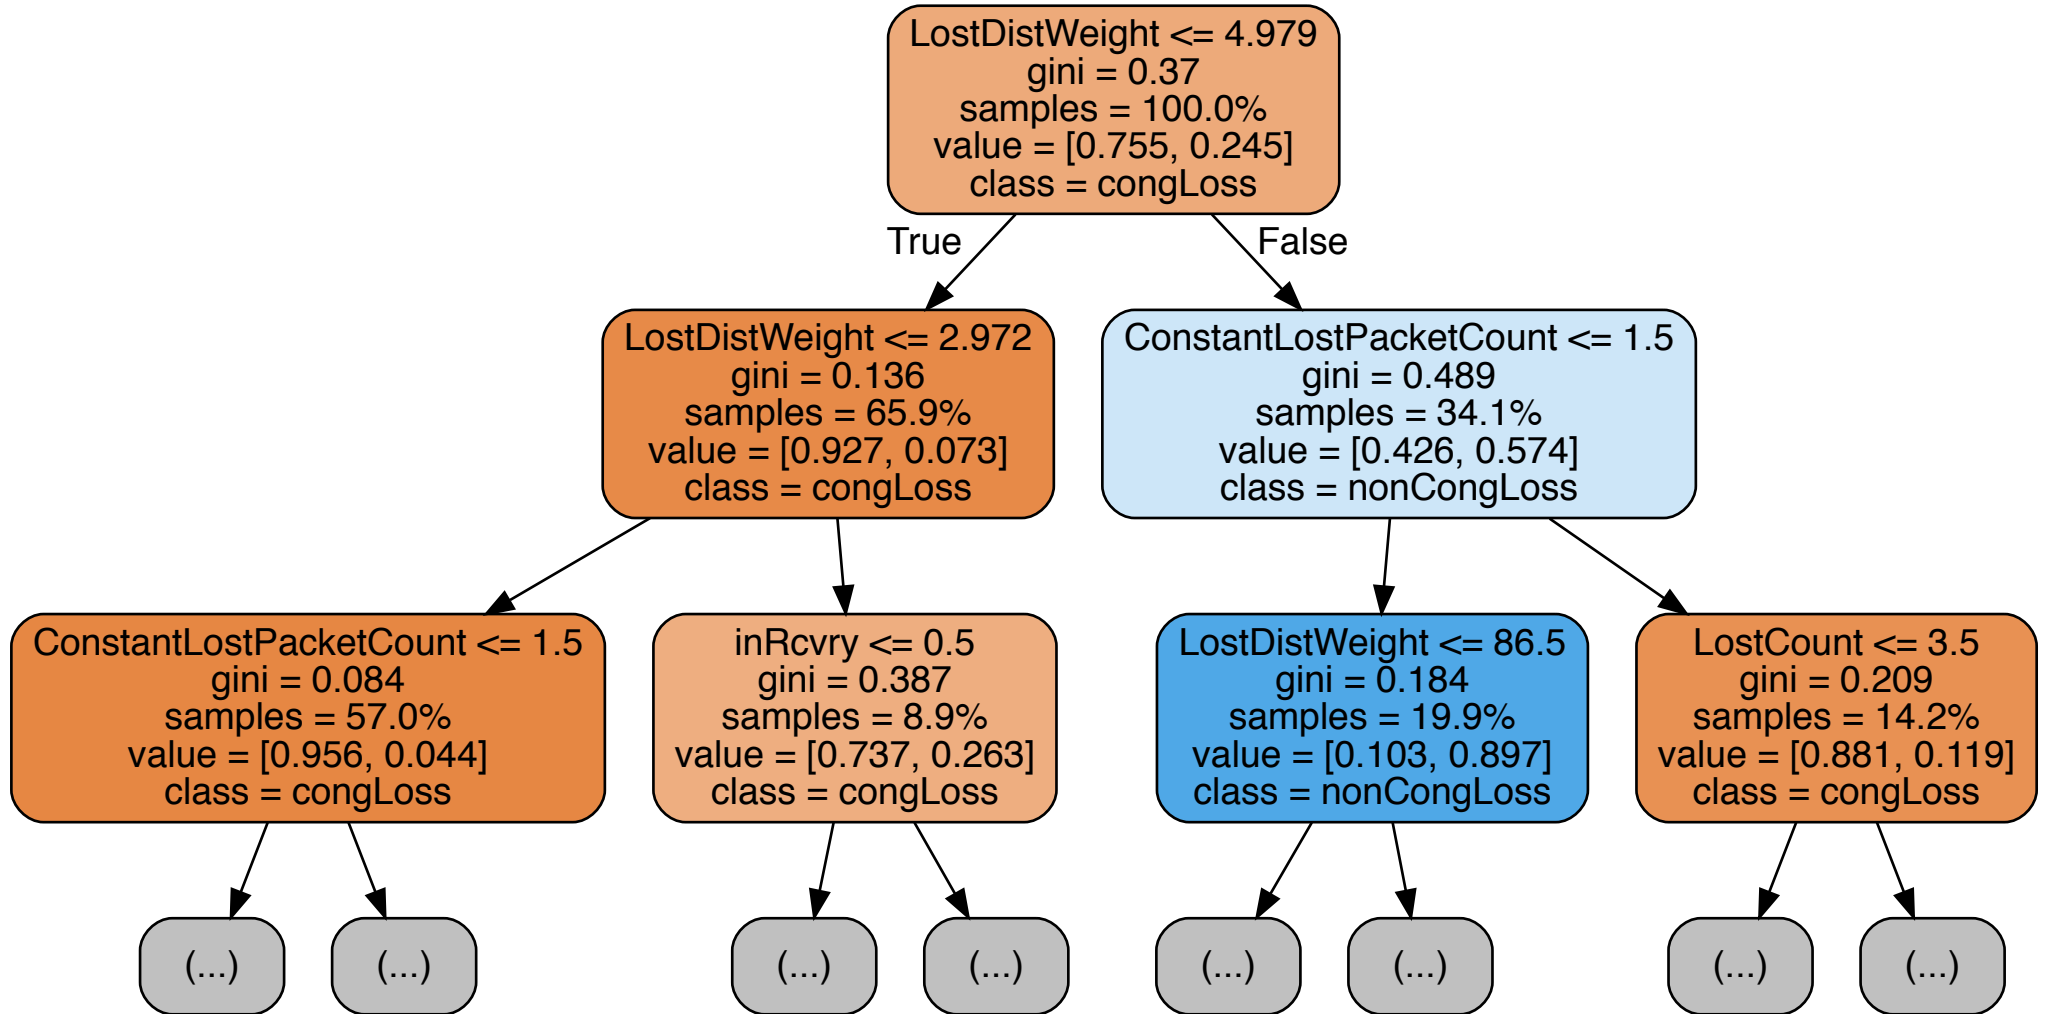 LostDistWeight <= 4.979
gini = 0.37
samples = 100.0%
value = [0.755, 0.245]
class = congLoss
True
False
LostDistWeight <= 2.972
gini = 0.136
samples = 65.9%
value = [0.927, 0.073]
class = congLoss
ConstantLostPacketCount <= 1.5
gini = 0.489
samples = 34.1%
value = [0.426, 0.574]
class = nonCongLoss
ConstantLostPacketCount <= 1.5
gini = 0.084
samples = 57.0%
value = [0.956, 0.044]
class = congLoss
inRcvry <= 0.5
gini = 0.387
samples = 8.9%
value = [0.737, 0.263]
class = congLoss
LostDistWeight <= 86.5
gini = 0.184
samples = 19.9%
value = [0.103, 0.897]
class = nonCongLoss
LostCount <= 3.5
gini = 0.209
samples = 14.2%
value = [0.881, 0.119]
class = congLoss
(...)
(...)
(...)
(...)
(...)
(...)
(...)
(...)